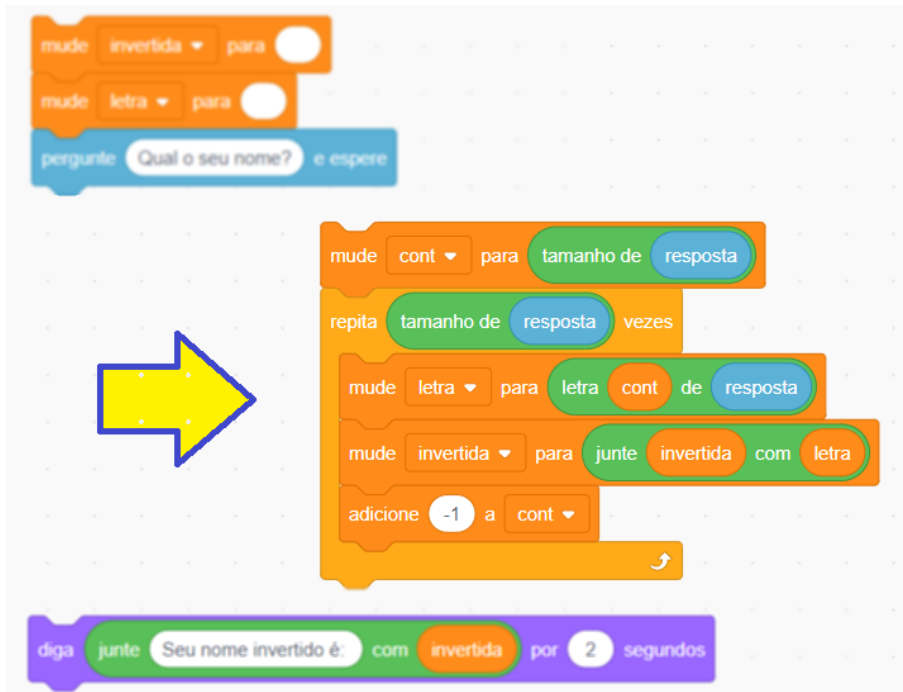 mude invertida para
mude letra para
pergunte Qual o seu nome? e espere
mude cont para tamanho de resposta
repita tamanho de resposta vezes
mude letra para letra cont de resposta
mude invertida para junte invertida com letra
adicione -1 a cont
diga junte Seu nome invertido é: com invertida por 2 segundos